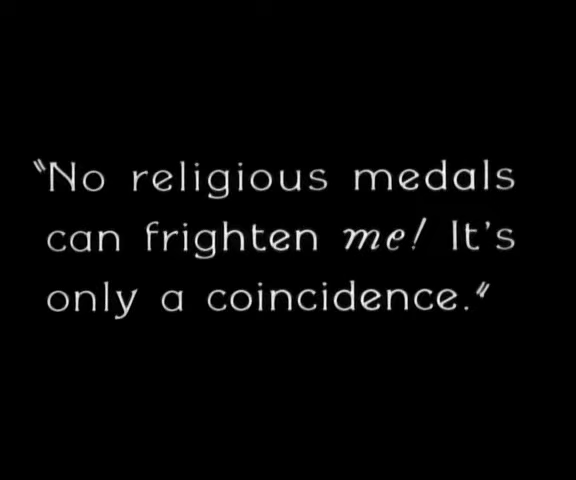 "No religious medals
can frighten me! It's
only a coincidence."